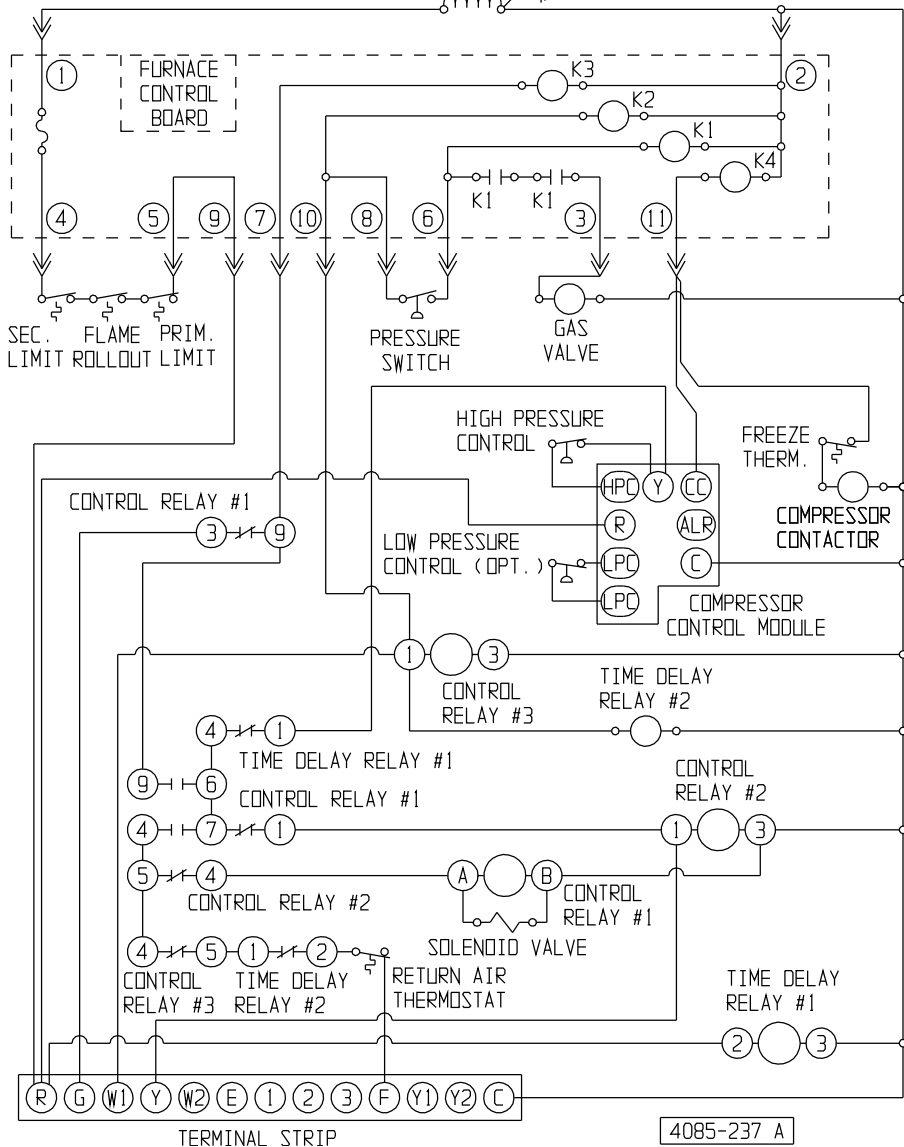 1
FURNACE
CONTROL
BOARD
K3
2
K2
K1
K4
K1
K1
4
5
9
7
10
8
6
3
11
SEC.
LIMIT
FLAME
ROLLOUT
PRIM.
LIMIT
PRESSURE
SWITCH
GAS
VALVE
HIGH PRESSURE
CONTROL
FREEZE
THERM.
HPC
Y
CC
CONTROL RELAY #1
3
9
R
ALR
COMPRESSOR
CONTACTOR
LOW PRESSURE
CONTROL (OPT.)
LPC
C
LPC
COMPRESSOR
CONTROL MODULE
1
3
CONTROL
RELAY #3
TIME DELAY
RELAY #2
4
1
TIME DELAY RELAY #1
9
6
CONTROL RELAY #1
CONTROL
RELAY #2
4
7
1
1
3
5
4
CONTROL RELAY #2
A
B
CONTROL
RELAY #1
SOLENOID VALVE
4
5
1
2
CONTROL
RELAY #3
TIME DELAY
RELAY #2
RETURN AIR
THERMOSTAT
TIME DELAY
RELAY #1
2
3
R G W1 Y W2 E 1 2 3 F Y1 Y2 C
TERMINAL STRIP
4085-237 A